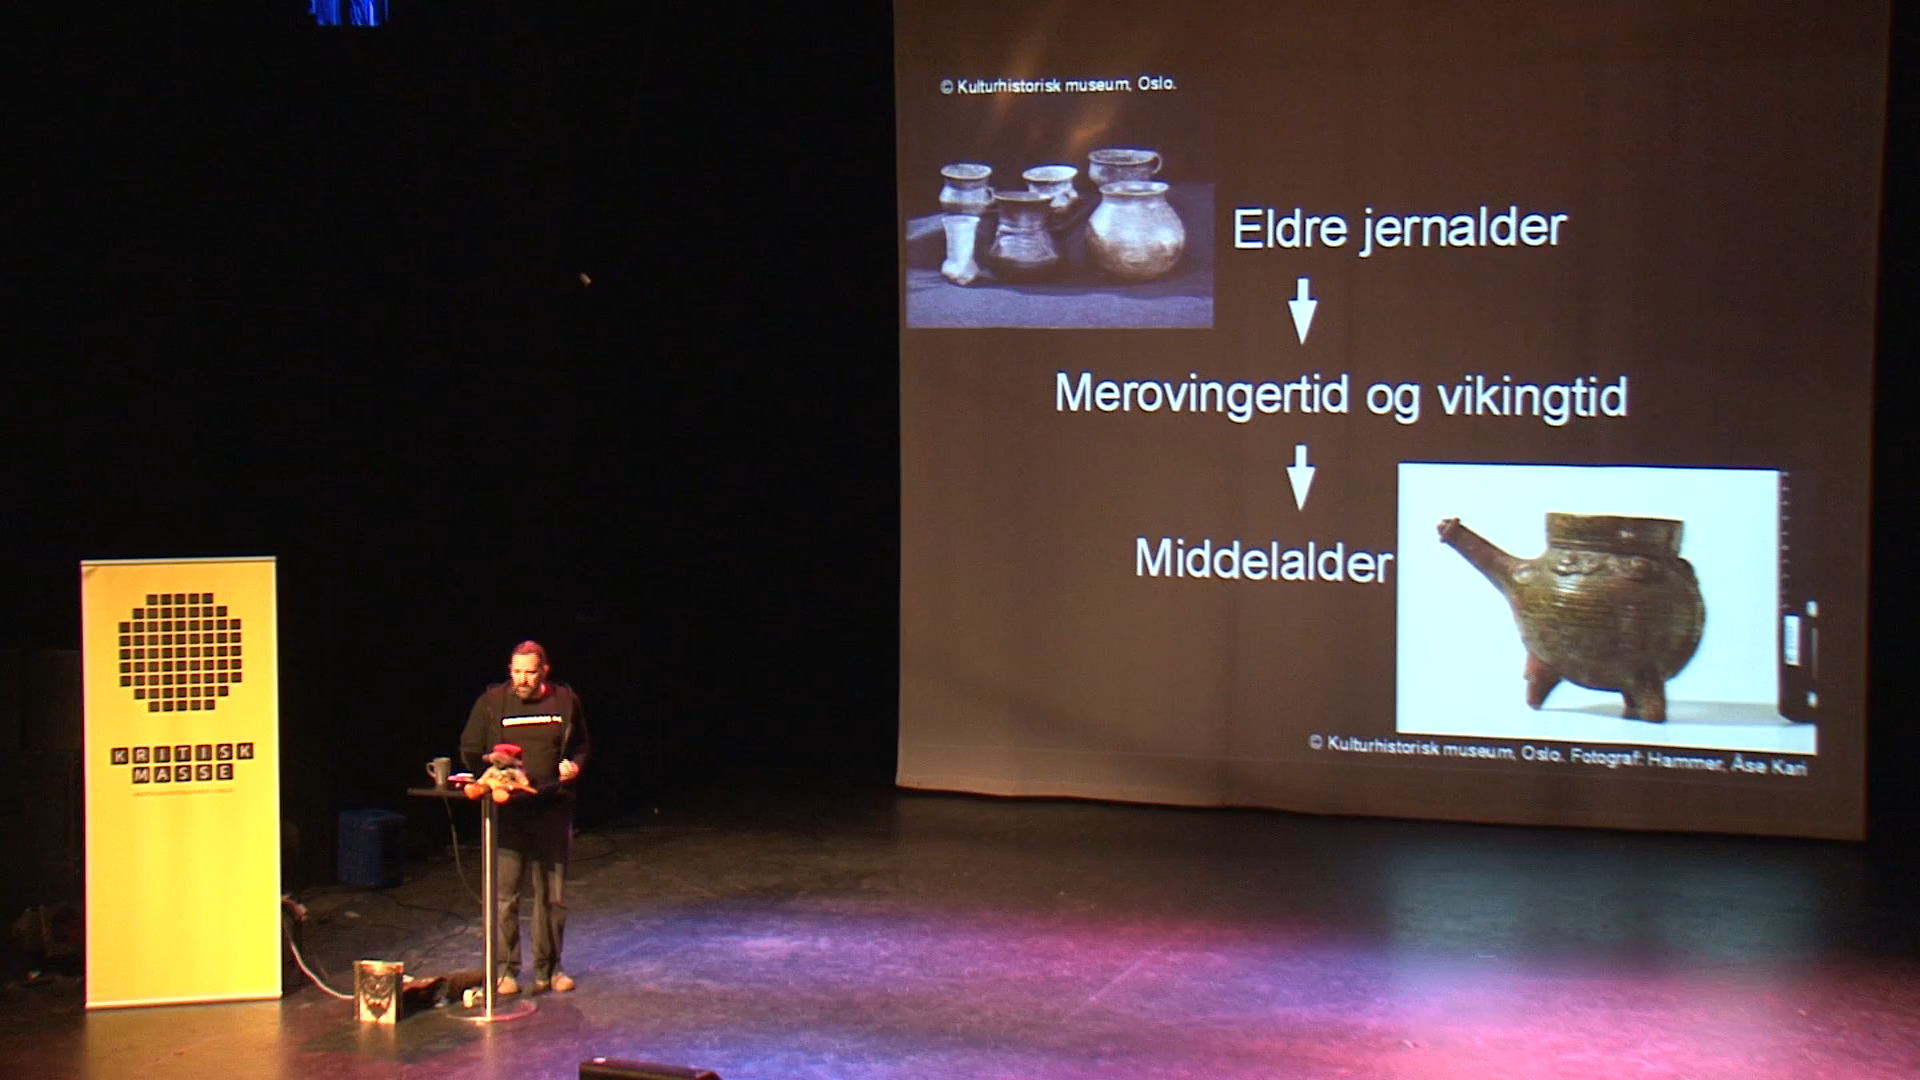 © Kulturhistorisk museum, Oslo.
Eldre jernalder
Merovingertid og vikingtid
Middelalder
© Kulturhistorisk museum, Oslo. Fotograf: Hammer, Åse Kari
KRITISK
MASSE